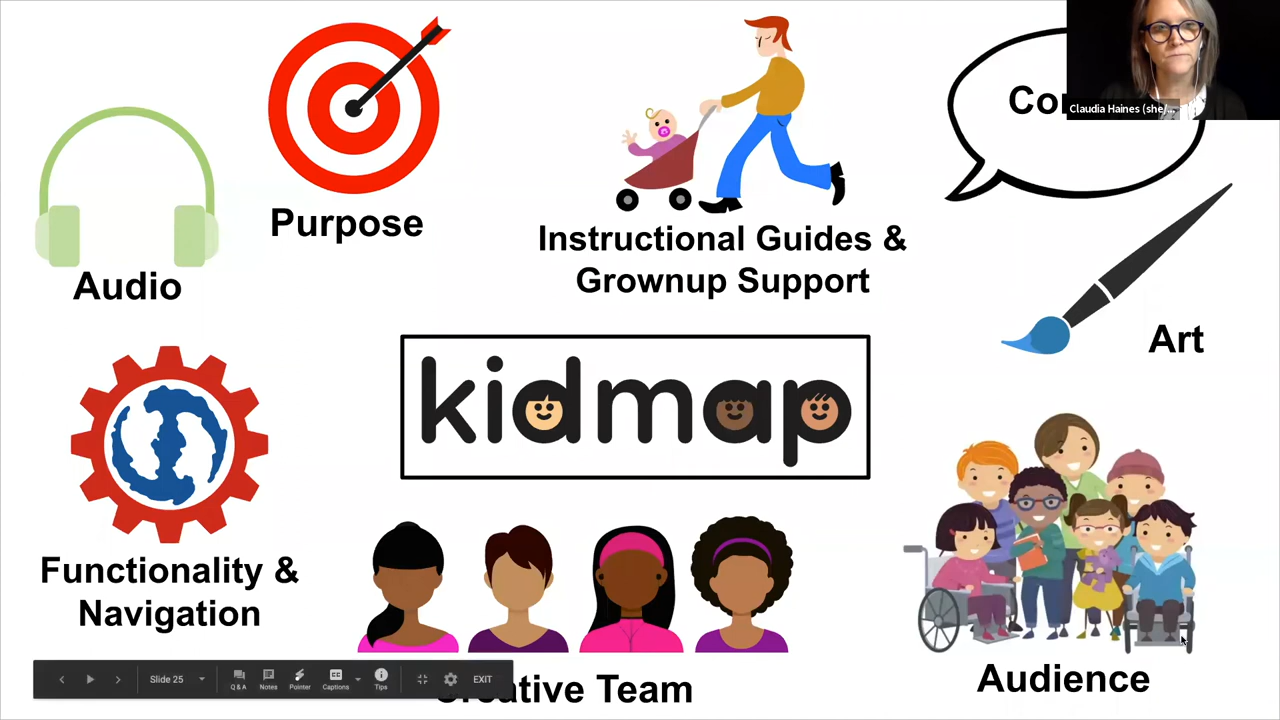 Claudia Haines (she/...
Purpose
Audio
Instructional Guides &
Grownup Support
Art
kidmap
Functionality &
Navigation
Slide 25
Q & A
Notes
Pointer
Captions
Tips
EXIT
Team
Audience